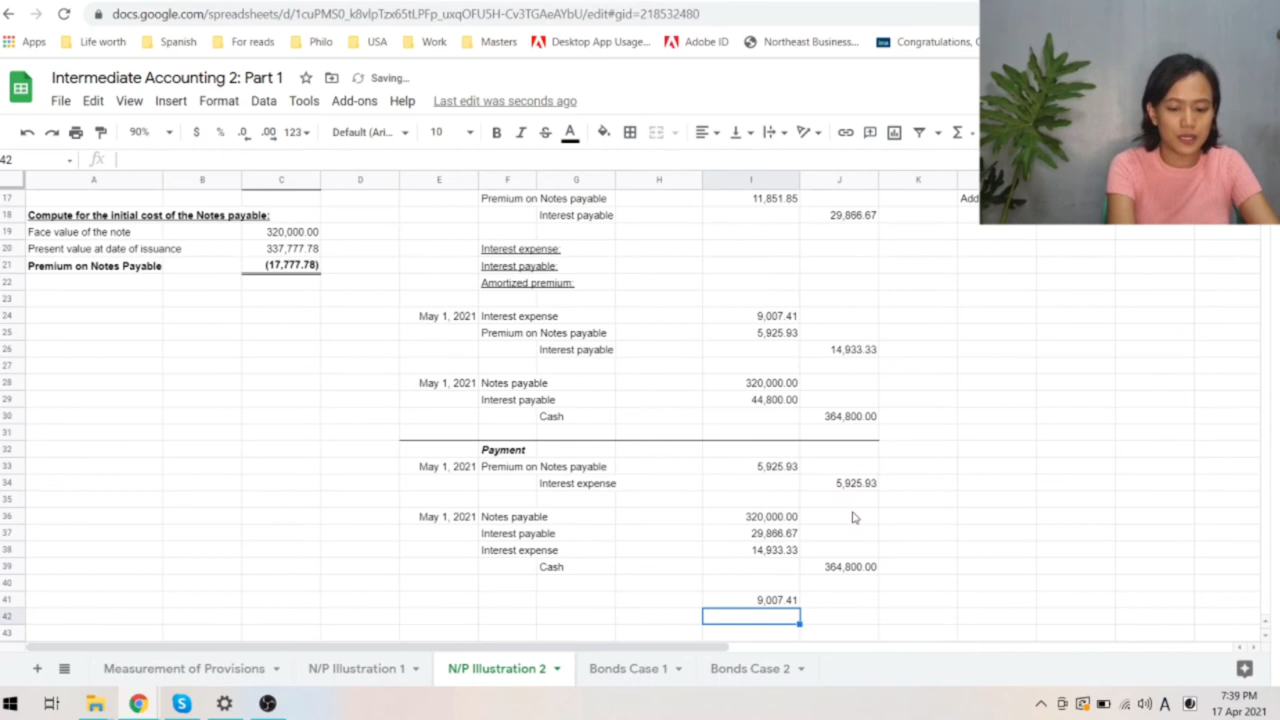 docs.google.com/spreadsheets/d/1cuPMS0_k8vlpTzx65tLPFp_uxqOFU5H-Cv3TGAeAYbU/edit#gid=218532480
Apps Life worth Spanish For reads Philo USA Work Masters Desktop App Usage... Adobe ID Northeast Business... Congratulations,
Intermediate Accounting 2: Part 1 Saving...
File Edit View Insert Format Data Tools Add-ons Help Last edit was seconds ago
90% $ % .0 .00 123 Default (Ari... 10 B I S A Σ
42 fx
A B C D E F G H I J K
17 Premium on Notes payable 11,851.85 Add
18 Compute for the initial cost of the Notes payable: Interest payable 29,866.67
19 Face value of the note 320,000.00
20 Present value at date of issuance 337,777.78 Interest expense:
21 Premium on Notes Payable (17,777.78) Interest payable:
22 Amortized premium:
23
24 May 1, 2021 Interest expense 9,007.41
25 Premium on Notes payable 5,925.93
26 Interest payable 14,933.33
27
28 May 1, 2021 Notes payable 320,000.00
29 Interest payable 44,800.00
30 Cash 364,800.00
31
32 Payment
33 May 1, 2021 Premium on Notes payable 5,925.93
34 Interest expense 5,925.93
35
36 May 1, 2021 Notes payable 320,000.00
37 Interest payable 29,866.67
38 Interest expense 14,933.33
39 Cash 364,800.00
40
41 9,007.41
42
43
+ Measurement of Provisions N/P Illustration 1 N/P Illustration 2 Bonds Case 1 Bonds Case 2
A 7:39 PM
17 Apr 2021